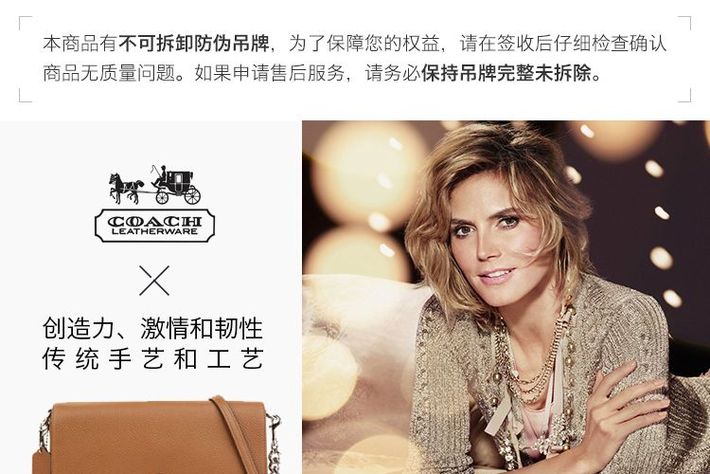 本商品有不可拆卸防伪吊牌，为了保障您的权益，请在签收后仔细检查确认
商品无质量问题。如果申请售后服务，请务必保持吊牌完整未拆除。
COACH
LEATHERWARE
创造力、激情和韧性
传统手艺和工艺